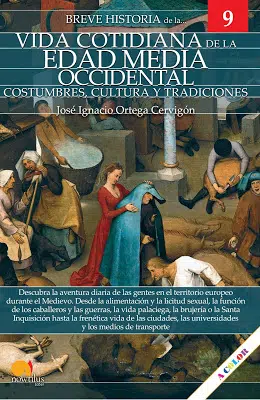 BREVE HISTORIA de la...
9
VIDA COTIDIANA DE LA
EDAD MEDIA
OCCIDENTAL
COSTUMBRES, CULTURA Y TRADICIONES
José Ignacio Ortega Cervigón
Descubra la aventura diaria de las gentes en el territorio europeo
durante el Medievo. Desde la alimentación y la licitud sexual, la función
de los caballeros y las guerras, la vida palaciega, la brujería o la Santa
Inquisición hasta la frenética vida de las ciudades, las universidades
y los medios de transporte
nowtilus
A COLOR